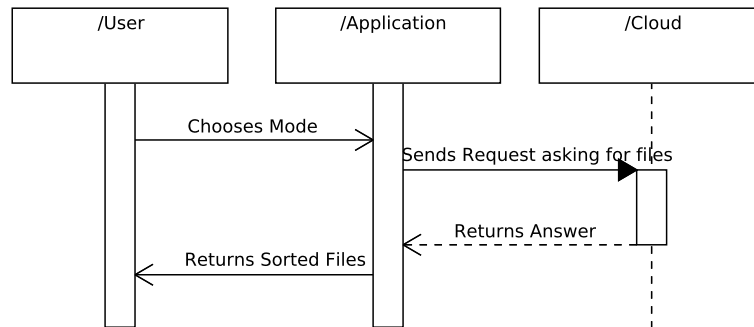 /User
/Application
/Cloud
Chooses Mode
Sends Request asking for files
Returns Answer
Returns Sorted Files